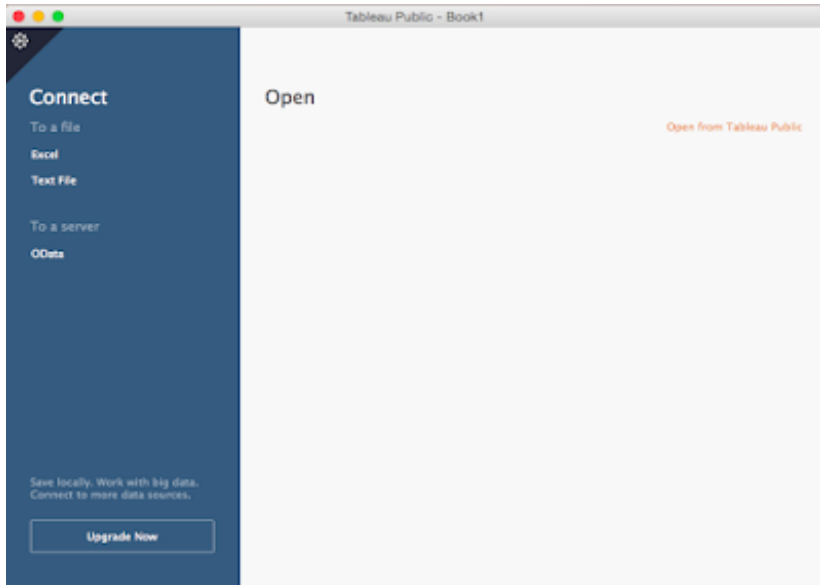 Tableau Public - Book1
Connect
To a file
Excel
Text File
To a server
OData
Save locally. Work with big data.
Connect to more data sources.
Upgrade Now
Open
Open from Tableau Public